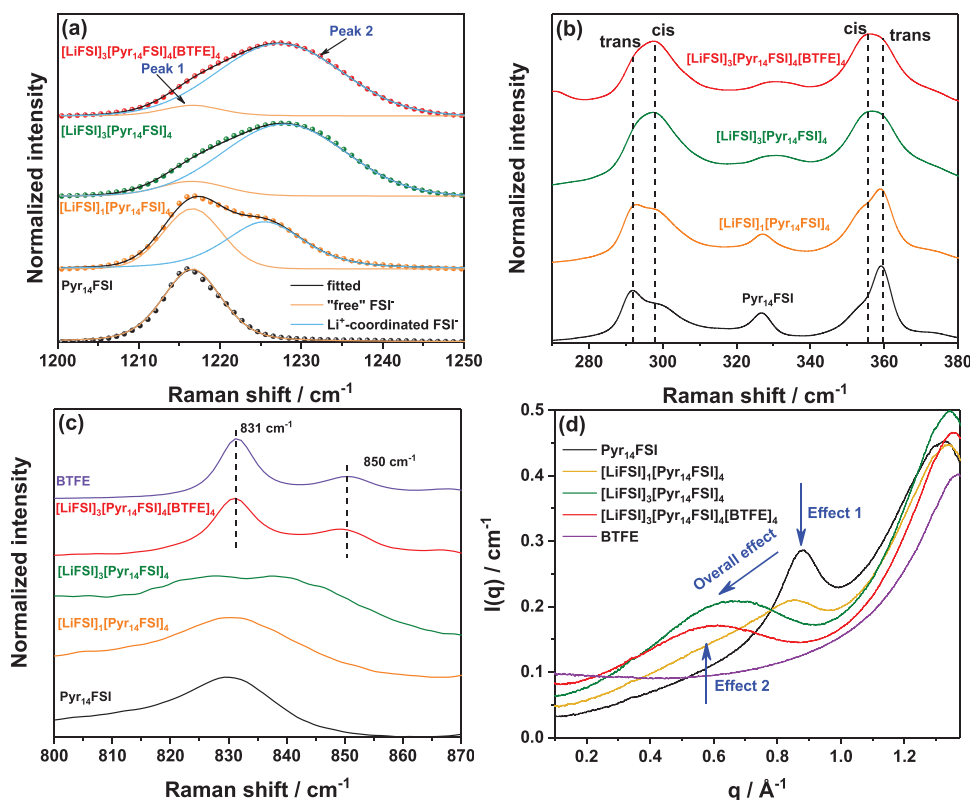 (a)
[LiFSI]₃[Pyr₁₄FSI]₄[BTFE]₄
Peak 2
Peak 1
[LiFSI]₃[Pyr₁₄FSI]₄
[LiFSI]₁[Pyr₁₄FSI]₄
Pyr₁₄FSI
fitted
"free" FSI⁻
Li⁺-coordinated FSI⁻
Normalized intensity
1200 1210 1220 1230 1240 1250
Raman shift / cm⁻¹
(b)
trans cis cis trans
[LiFSI]₃[Pyr₁₄FSI]₄[BTFE]₄
[LiFSI]₃[Pyr₁₄FSI]₄
[LiFSI]₁[Pyr₁₄FSI]₄
Pyr₁₄FSI
Normalized intensity
280 300 320 340 360 380
Raman shift / cm⁻¹
(c)
831 cm⁻¹
850 cm⁻¹
BTFE
[LiFSI]₃[Pyr₁₄FSI]₄[BTFE]₄
[LiFSI]₃[Pyr₁₄FSI]₄
[LiFSI]₁[Pyr₁₄FSI]₄
Pyr₁₄FSI
Normalized intensity
800 810 820 830 840 850 860 870
Raman shift / cm⁻¹
(d)
Pyr₁₄FSI
[LiFSI]₁[Pyr₁₄FSI]₄
[LiFSI]₃[Pyr₁₄FSI]₄
[LiFSI]₃[Pyr₁₄FSI]₄[BTFE]₄
BTFE
Effect 1
Overall effect
Effect 2
I(q) / cm⁻¹
0.5
0.4
0.3
0.2
0.1
0.0
0.2 0.4 0.6 0.8 1.0 1.2
q / Å⁻¹